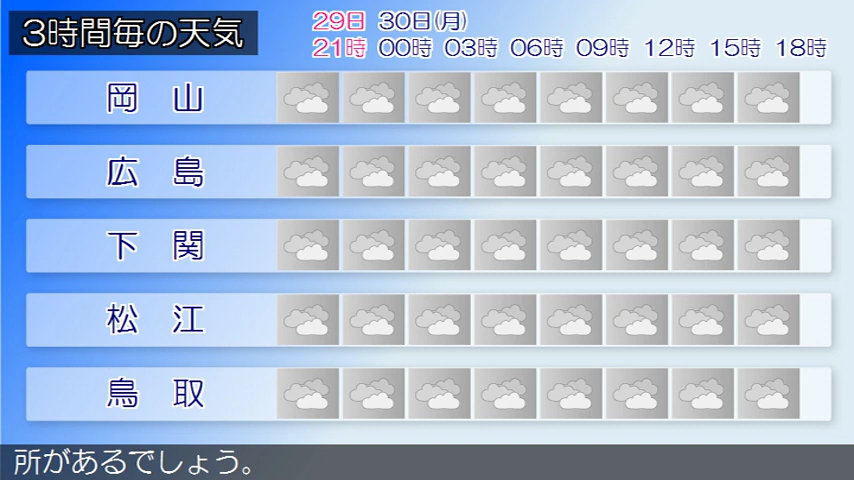 3時間毎の天気
29日 30日(月)
21時 00時 03時 06時 09時 12時 15時 18時
岡 山
広 島
下 関
松 江
鳥 取
所があるでしょう。